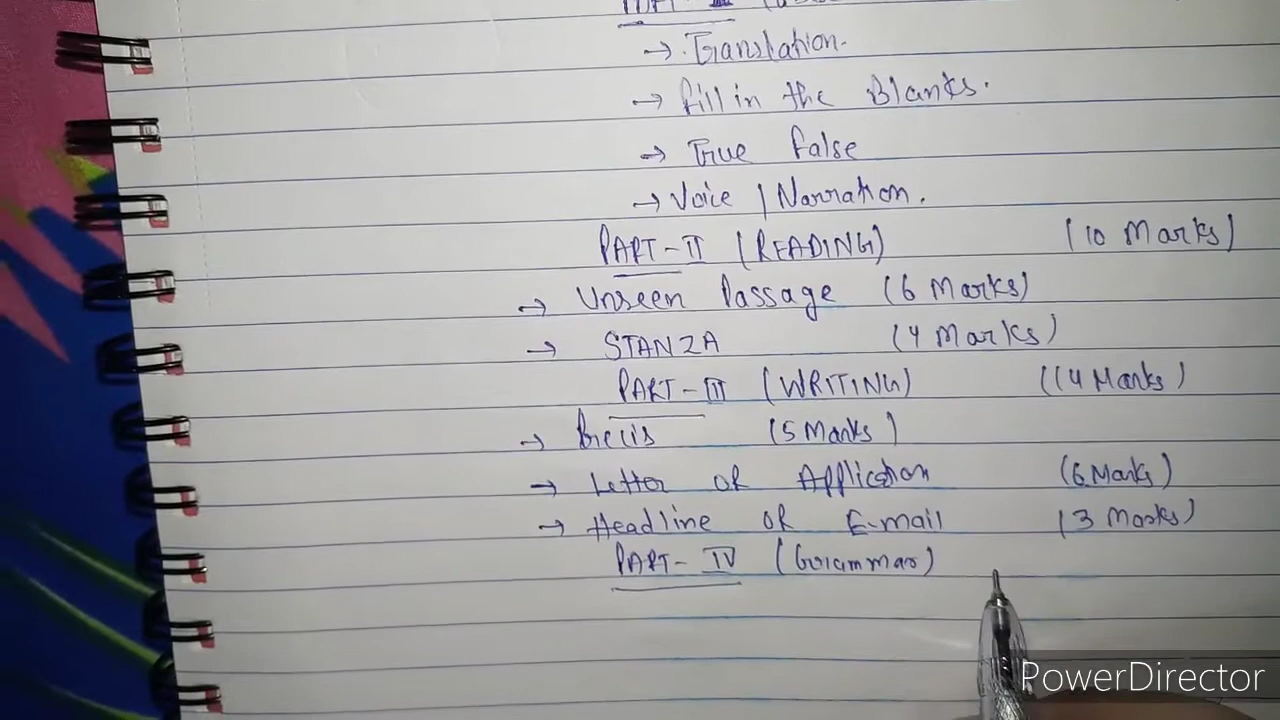 → Translation.
→ fill in the Blanks.
→ True false
→ Voice | Narration.
PART-II (READING) (10 Marks)
→ Unseen Passage (6 Marks)
→ STANZA (4 Marks)
PART-III (WRITING) (14 Marks)
→ (5 Marks)
→ Letter OR Application (6 Marks)
→ Headline OR E-mail (3 Marks)
PART-IV (Grammar)
PowerDirector